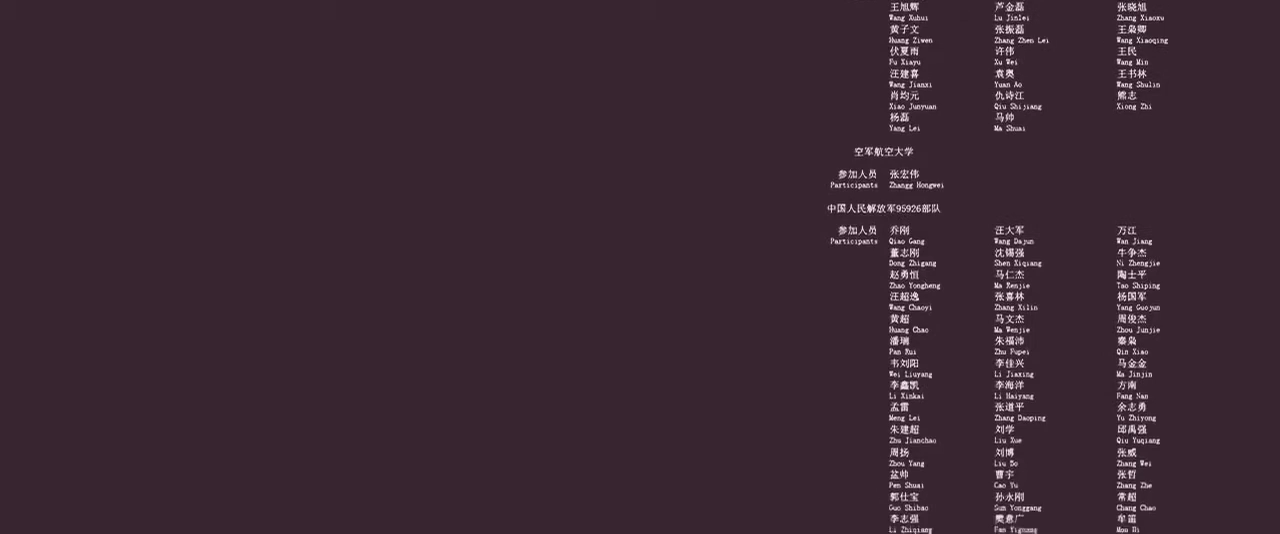 王旭辉 芦金磊 张晓旭
Wang Xuhui Lu Jinlei Zhang Xiaoxu
黄子文 张振磊 王枭卿
Huang Ziwen Zhang Zhen Lei Wang Xiaoqing
伏夏雨 许伟 王民
Fu Xiayu Xu Wei Wang Min
汪建喜 袁奥 王书林
Wang Jianxi Yuan Ao Wang Shulin
肖均元 仇诗江 熊志
Xiao Junyuan Qiu Shijiang Xiong Zhi
杨磊 马帅
Yang Lei Ma Shuai
空军航空大学
参加人员 张宏伟
Participants Zhangg Hongwei
中国人民解放军95926部队
参加人员 乔刚 汪大军 万江
Participants Qiao Gang Wang Dajun Wan Jiang
董志刚 沈锡强 牛争杰
Dong Zhigang Shen Xiqiang Ni Zhengjie
赵勇恒 马仁杰 陶士平
Zhao Yongheng Ma Renjie Tao Shiping
汪超逸 张喜林 杨国军
Wang Chaoyi Zhang Xilin Yang Guojun
黄超 马文杰 周俊杰
Huang Chao Ma Wenjie Zhou Junjie
潘瑞 朱福沛 秦枭
Pan Rui Zhu Fupei Qin Xiao
韦刘阳 李佳兴 马金金
Wei Liuyang Li Jiaxing Ma Jinjin
李鑫凯 李海洋 方南
Li Xinkai Li Haiyang Fang Nan
孟雷 张道平 余志勇
Meng Lei Zhang Daoping Yu Zhiyong
朱建超 刘学 邱禹强
Zhu Jianchao Liu Xue Qiu Yuqiang
周扬 刘博 张威
Zhou Yang Liu Bo Zhang Wei
盆帅 曹宇 张哲
Pen Shuai Cao Yu Zhang Zhe
郭仕宝 孙永刚 常超
Guo Shibao Sun Yonggang Chang Chao
李志强 樊意广 牟笛
Li Zhiqiang Fan Yiguang Mou Di